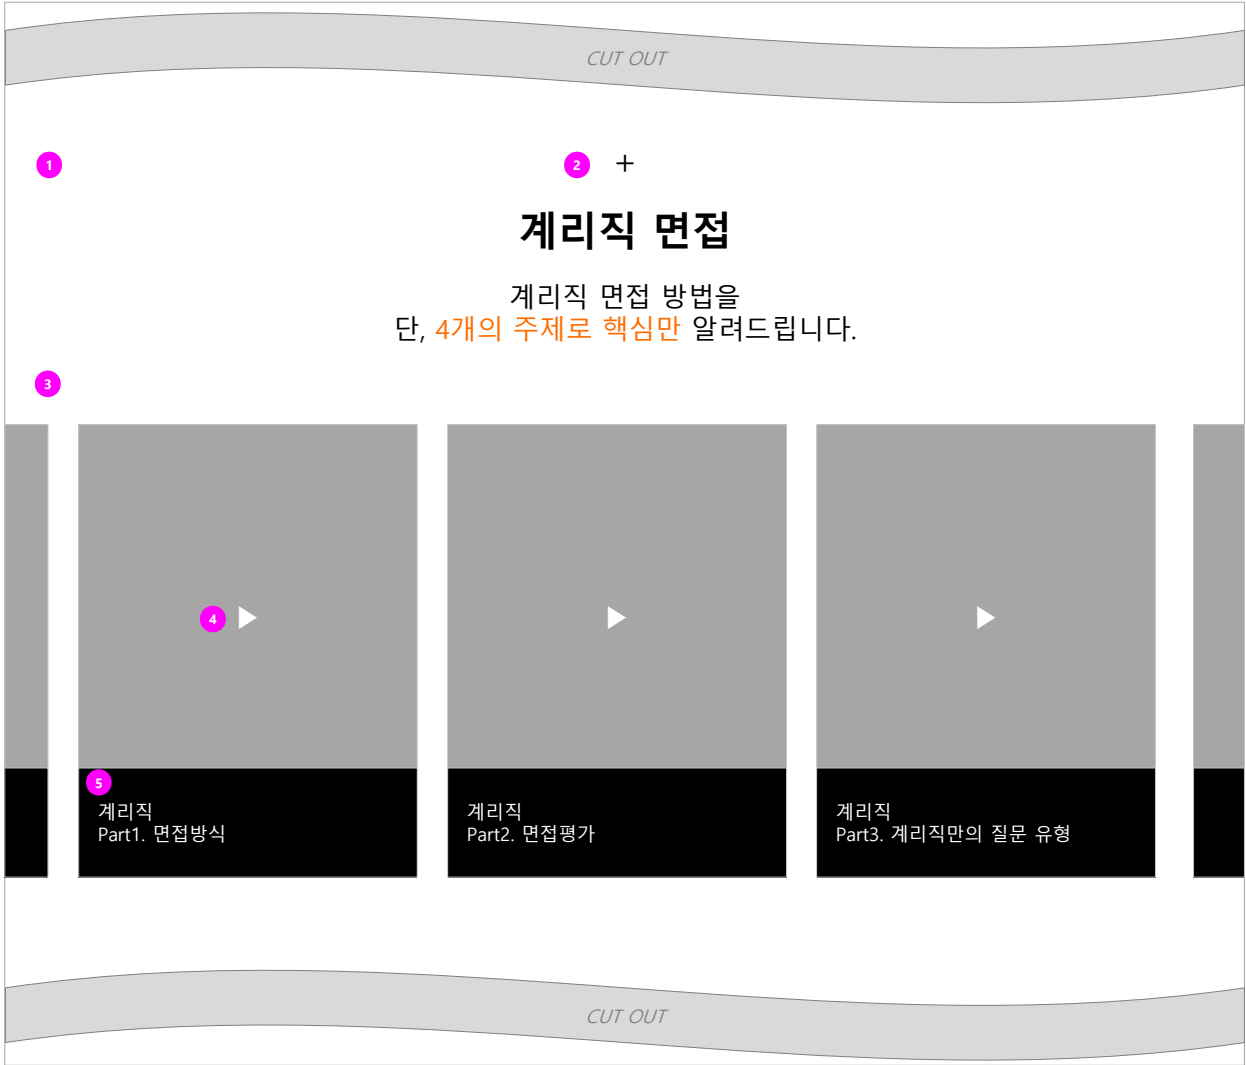 CUT OUT
1
2 +
계리직 면접
계리직 면접 방법을
단, 4개의 주제로 핵심만 알려드립니다.
3
4
5
계리직
Part1. 면접방식
계리직
Part2. 면접평가
계리직
Part3. 계리직만의 질문 유형
CUT OUT